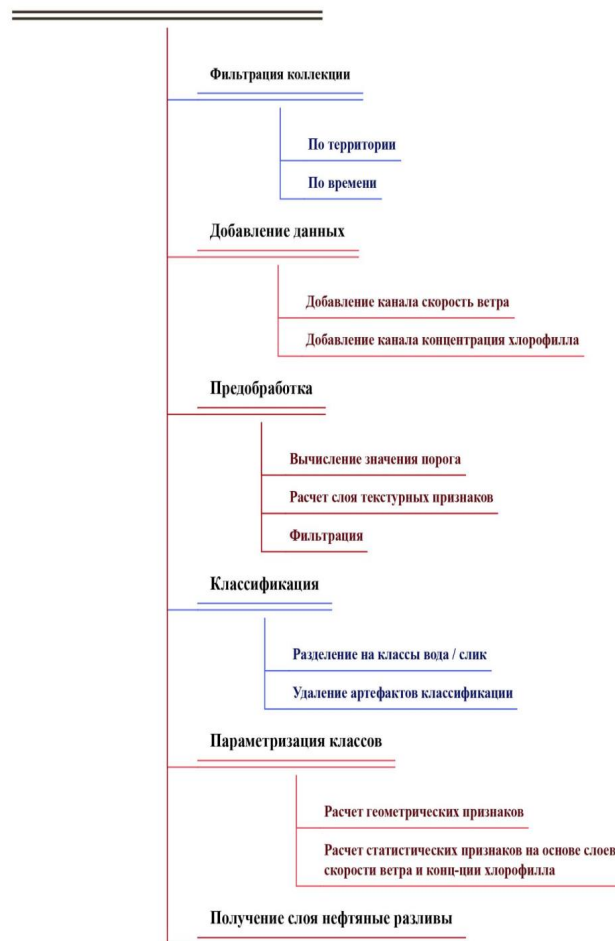 Фильтрация коллекции
По территории
По времени
Добавление данных
Добавление канала скорость ветра
Добавление канала концентрация хлорофилла
Предобработка
Вычисление значения порога
Расчет слоя текстурных признаков
Фильтрация
Классификация
Разделение на классы вода / слик
Удаление артефактов классификации
Параметризация классов
Расчет геометрических признаков
Расчет статистических признаков на основе слоев
скорости ветра и конц-ции хлорофилла
Получение слоя нефтяные разливы